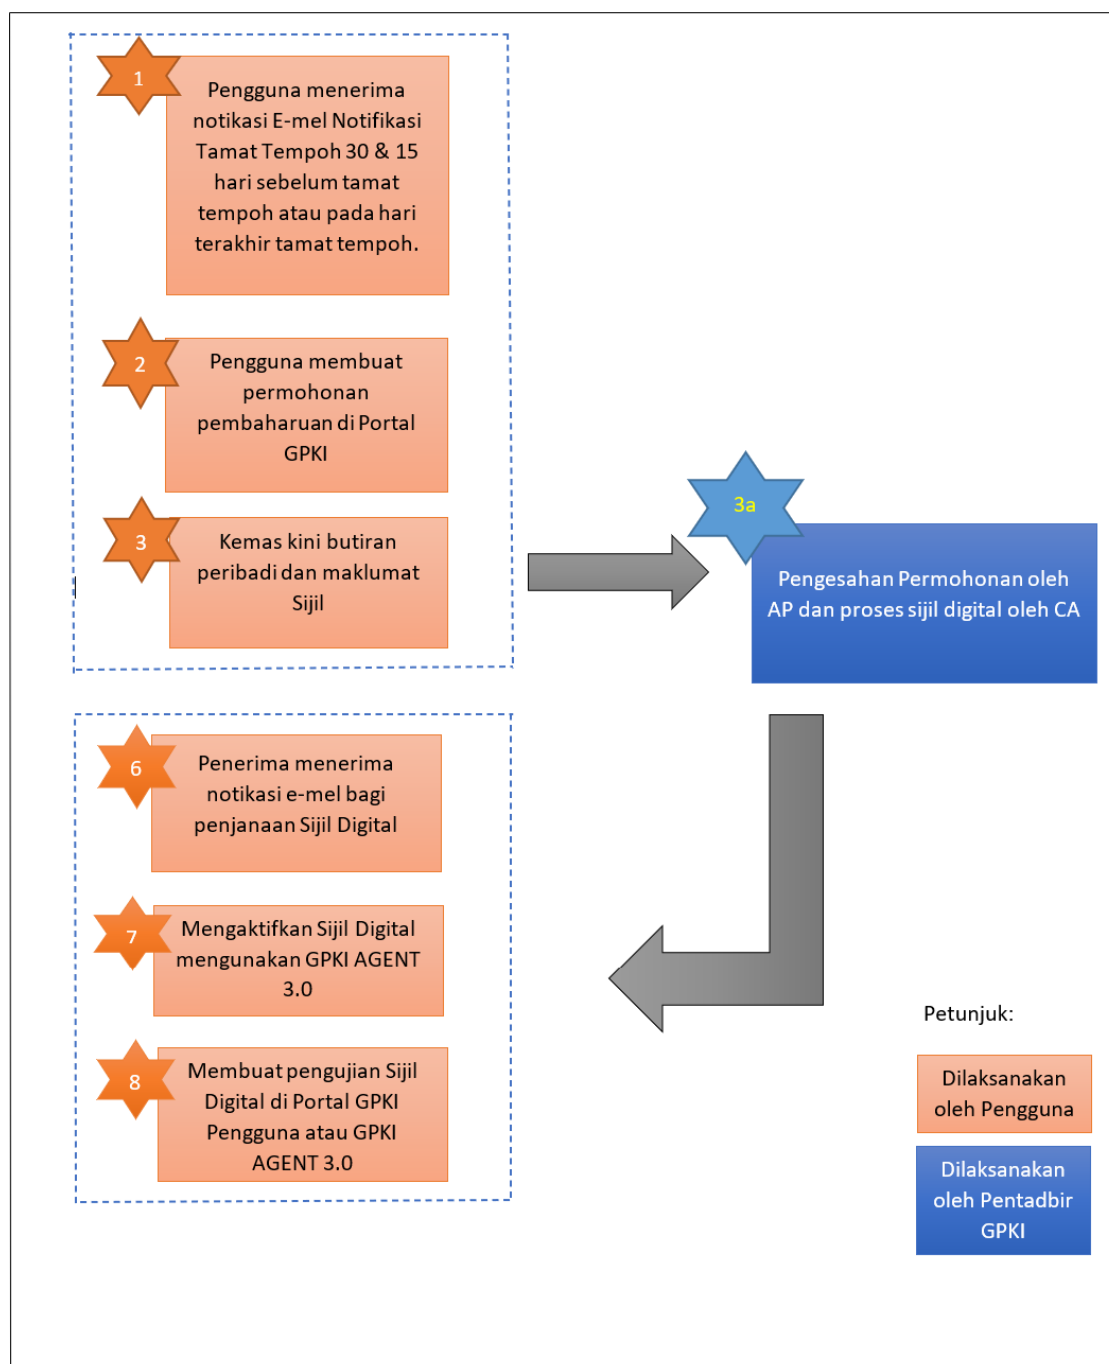 1
Pengguna menerima
notikasi E-mel Notifikasi
Tamat Tempoh 30 & 15
hari sebelum tamat
tempoh atau pada hari
terakhir tamat tempoh.
2
Pengguna membuat
permohonan
pembaharuan di Portal
GPKI
3
Kemas kini butiran
peribadi dan maklumat
Sijil
3a
Pengesahan Permohonan oleh
AP dan proses sijil digital oleh CA
6
Penerima menerima
notikasi e-mel bagi
penjanaan Sijil Digital
7
Mengaktifkan Sijil Digital
mengunakan GPKI AGENT
3.0
8
Membuat pengujian Sijil
Digital di Portal GPKI
Pengguna atau GPKI
AGENT 3.0
Petunjuk:
Dilaksanakan
oleh Pengguna
Dilaksanakan
oleh Pentadbir
GPKI